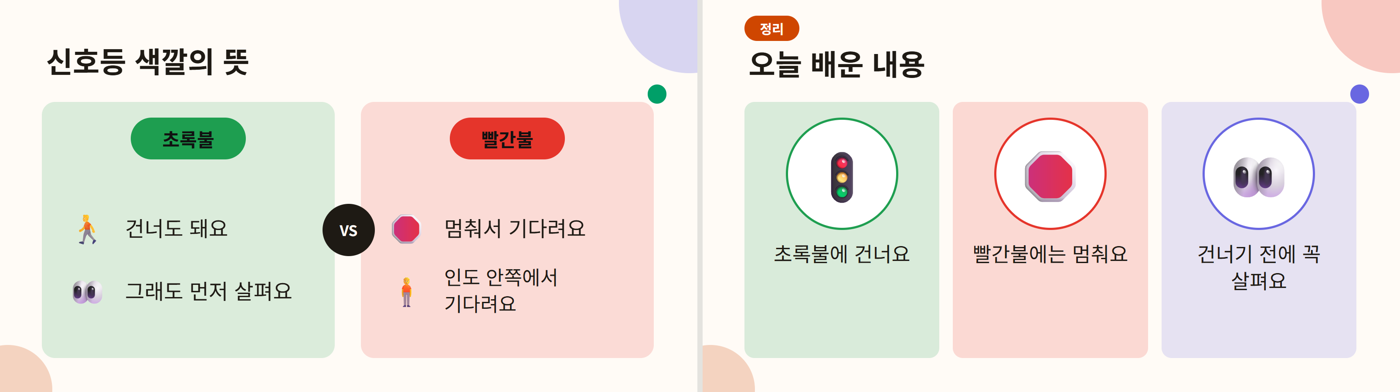 신호등 색깔의 뜻
초록불
건너도 돼요
그래도 먼저 살펴요
VS
빨간불
멈춰서 기다려요
인도 안쪽에서
기다려요
정리
오늘 배운 내용
초록불에 건너요
빨간불에는 멈춰요
건너기 전에 꼭
살펴요